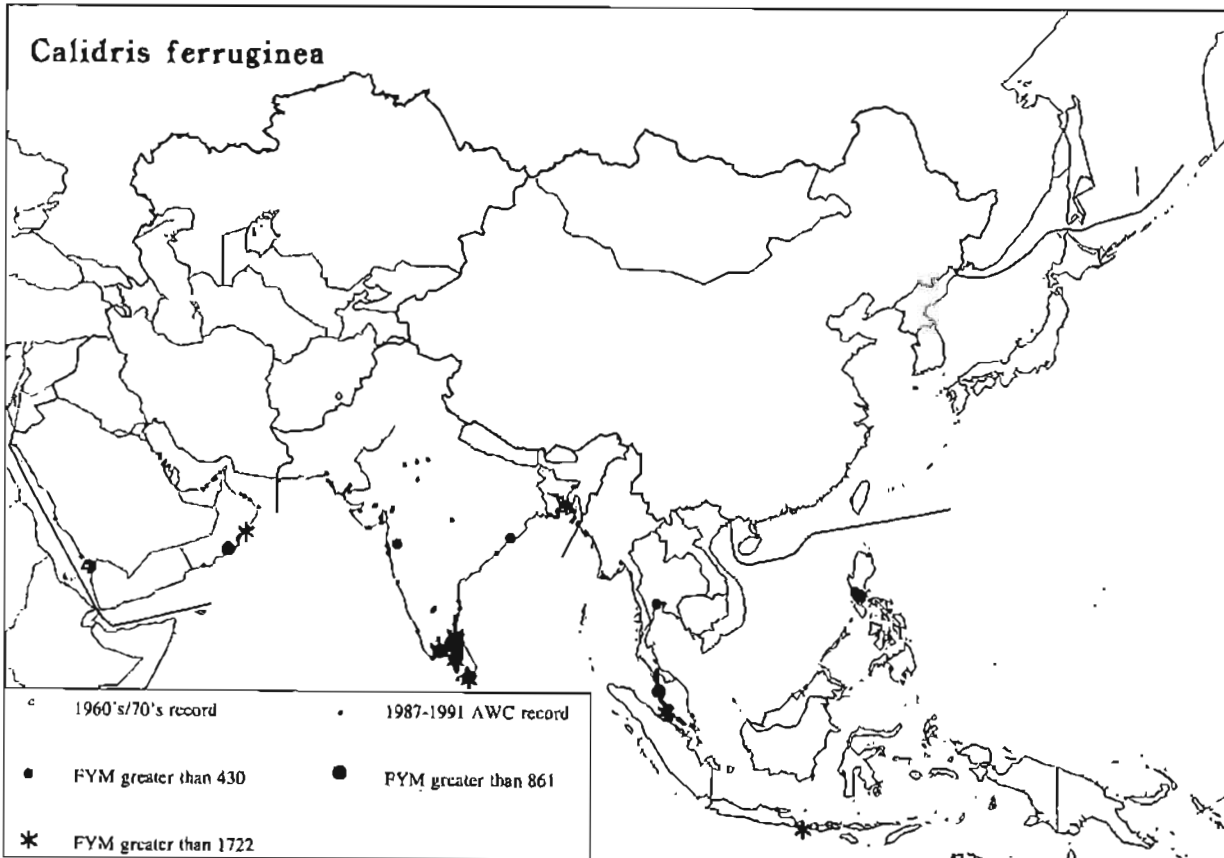 Calidris ferruginea
1960's/70's record
1987-1991 AWC record
FYM greater than 430
FYM greater than 861
FYM greater than 1722